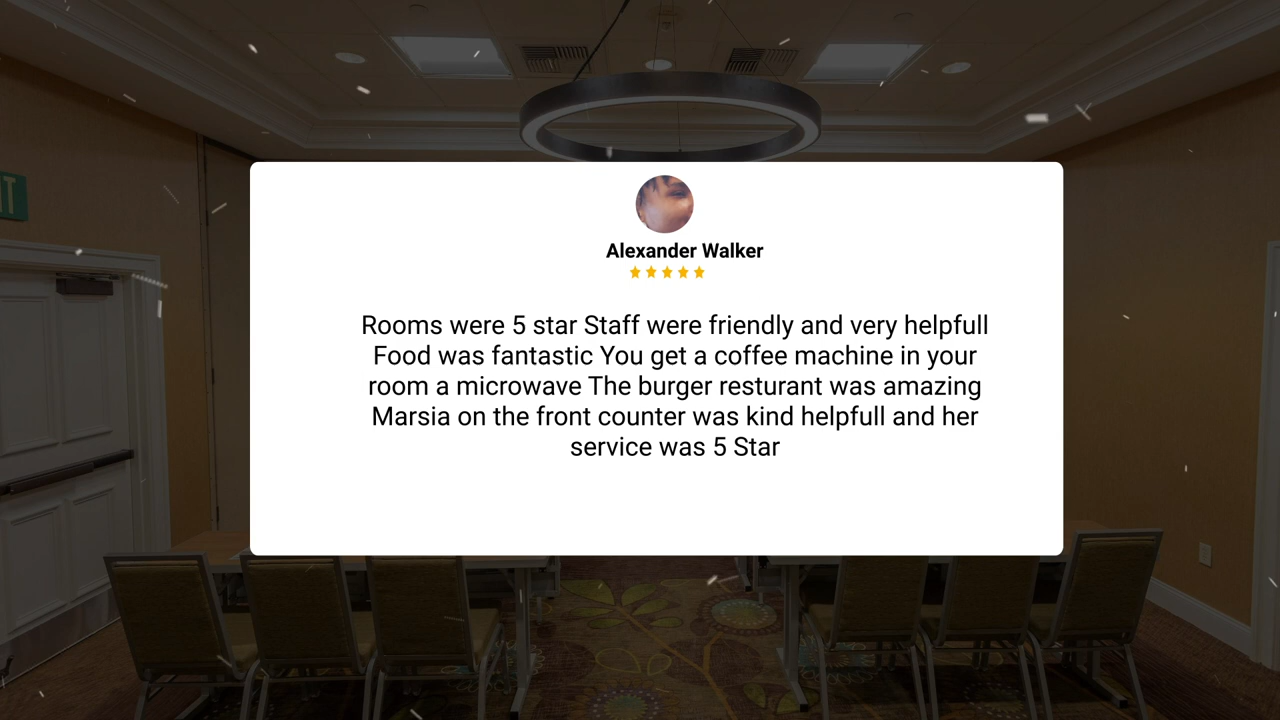 T
Alexander Walker
Rooms were 5 star Staff were friendly and very helpfull
Food was fantastic You get a coffee machine in your
room a microwave The burger resturant was amazing
Marsia on the front counter was kind helpfull and her
service was 5 Star